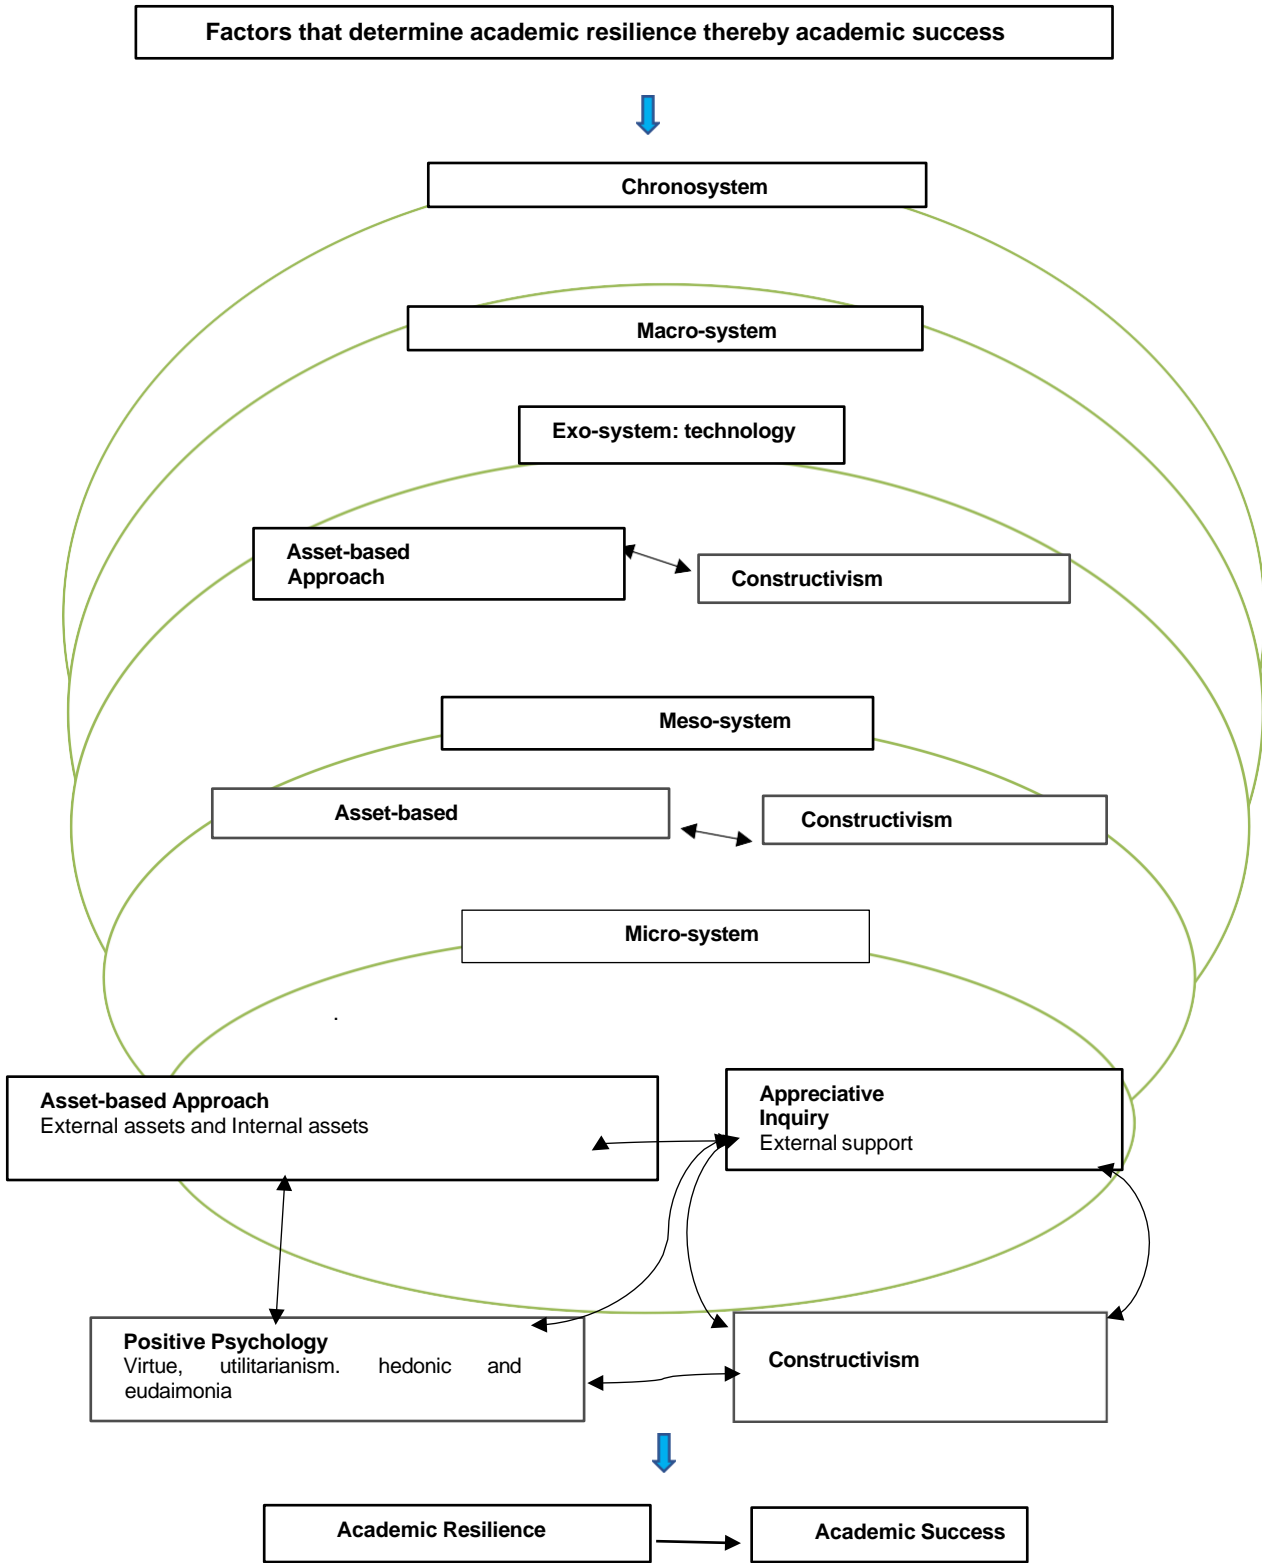 Factors that determine academic resilience thereby academic success
Chronosystem
Macro-system
Exo-system: technology
Asset-based
Approach
Constructivism
Meso-system
Asset-based
Constructivism
Micro-system
.
Asset-based Approach
External assets and Internal assets
Appreciative
Inquiry
External support
Positive Psychology
Virtue, utilitarianism. hedonic and
eudaimonia
Constructivism
Academic Resilience
Academic Success